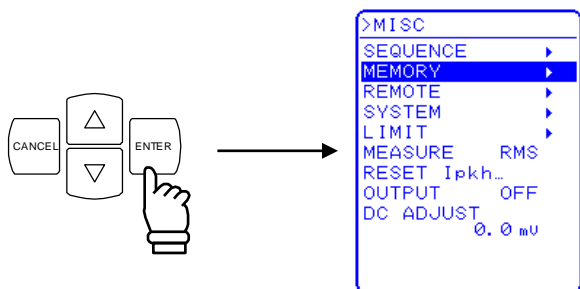 CANCEL
ENTER
>MISC
SEQUENCE
MEMORY
REMOTE
SYSTEM
LIMIT
MEASURE RMS
RESET Ipkh…
OUTPUT OFF
DC ADJUST
0.0 mV